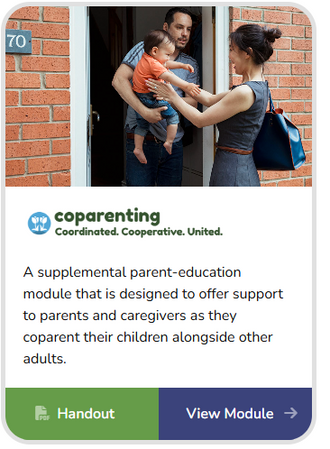 70
coparenting
Coordinated. Cooperative. United.
A supplemental parent-education
module that is designed to offer support
to parents and caregivers as they
coparent their children alongside other
adults.
PDF
Handout
View Module